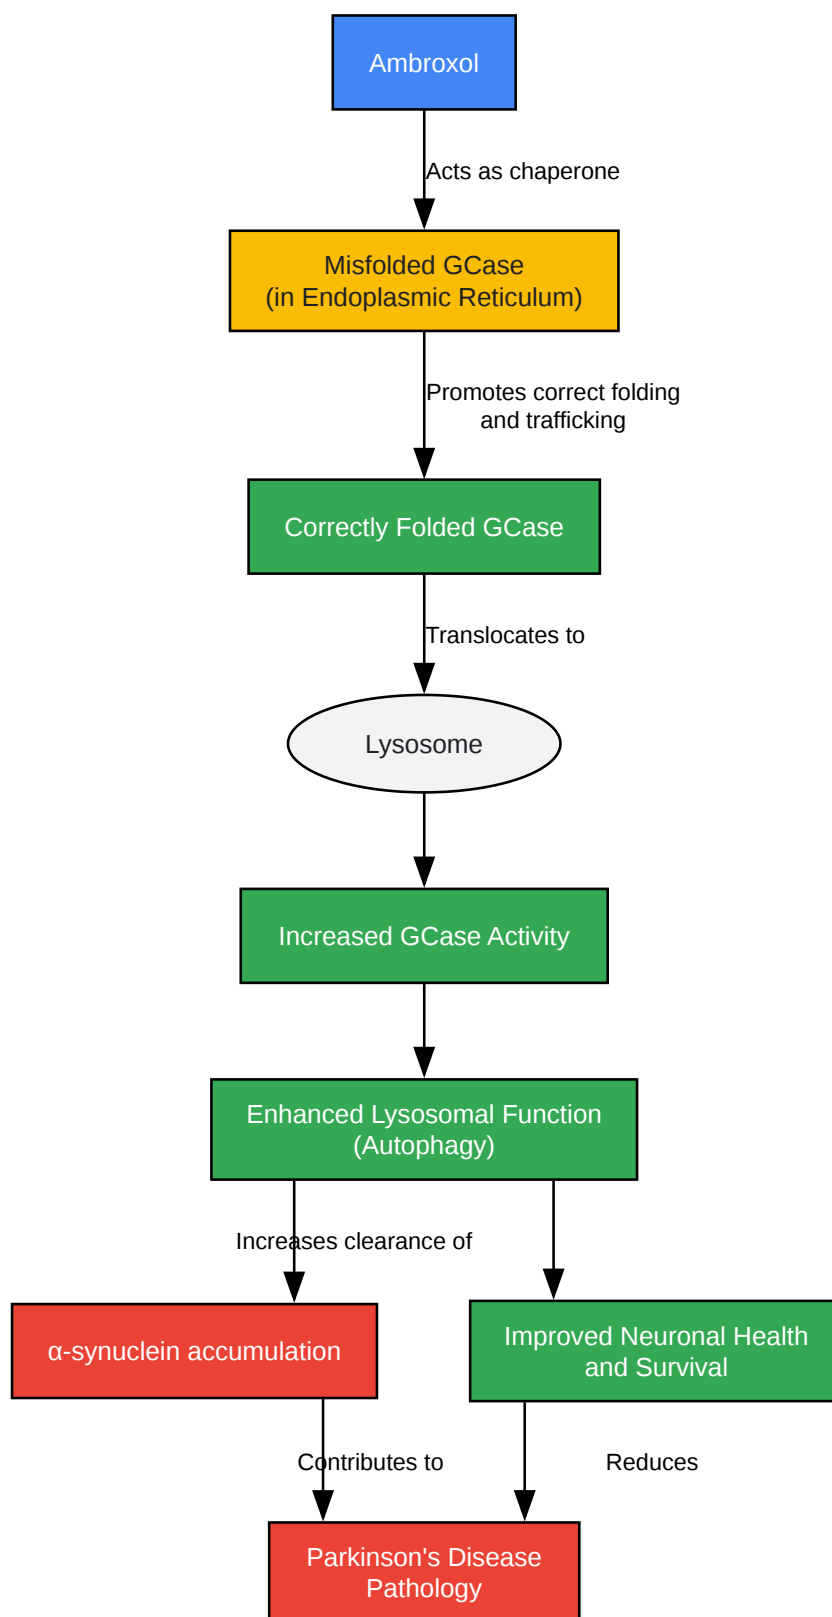 Ambroxol
Acts as chaperone
Misfolded GCase
(in Endoplasmic Reticulum)
Promotes correct folding
and trafficking
Correctly Folded GCase
Translocates to
Lysosome
Increased GCase Activity
Enhanced Lysosomal Function
(Autophagy)
Increases clearance of
α-synuclein accumulation
Improved Neuronal Health
and Survival
Contributes to
Reduces
Parkinson's Disease
Pathology